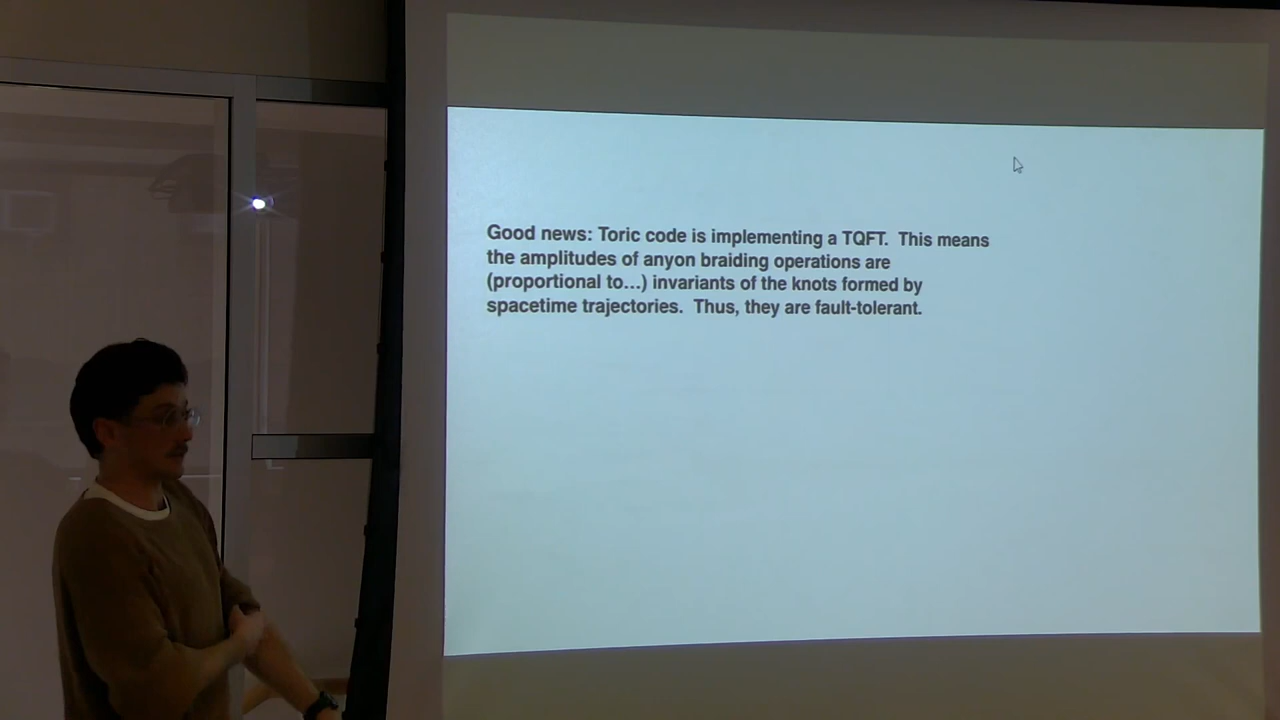 Good news: Toric code is implementing a TQFT.  This means
the amplitudes of anyon braiding operations are
(proportional to...) invariants of the knots formed by
spacetime trajectories.  Thus, they are fault-tolerant.